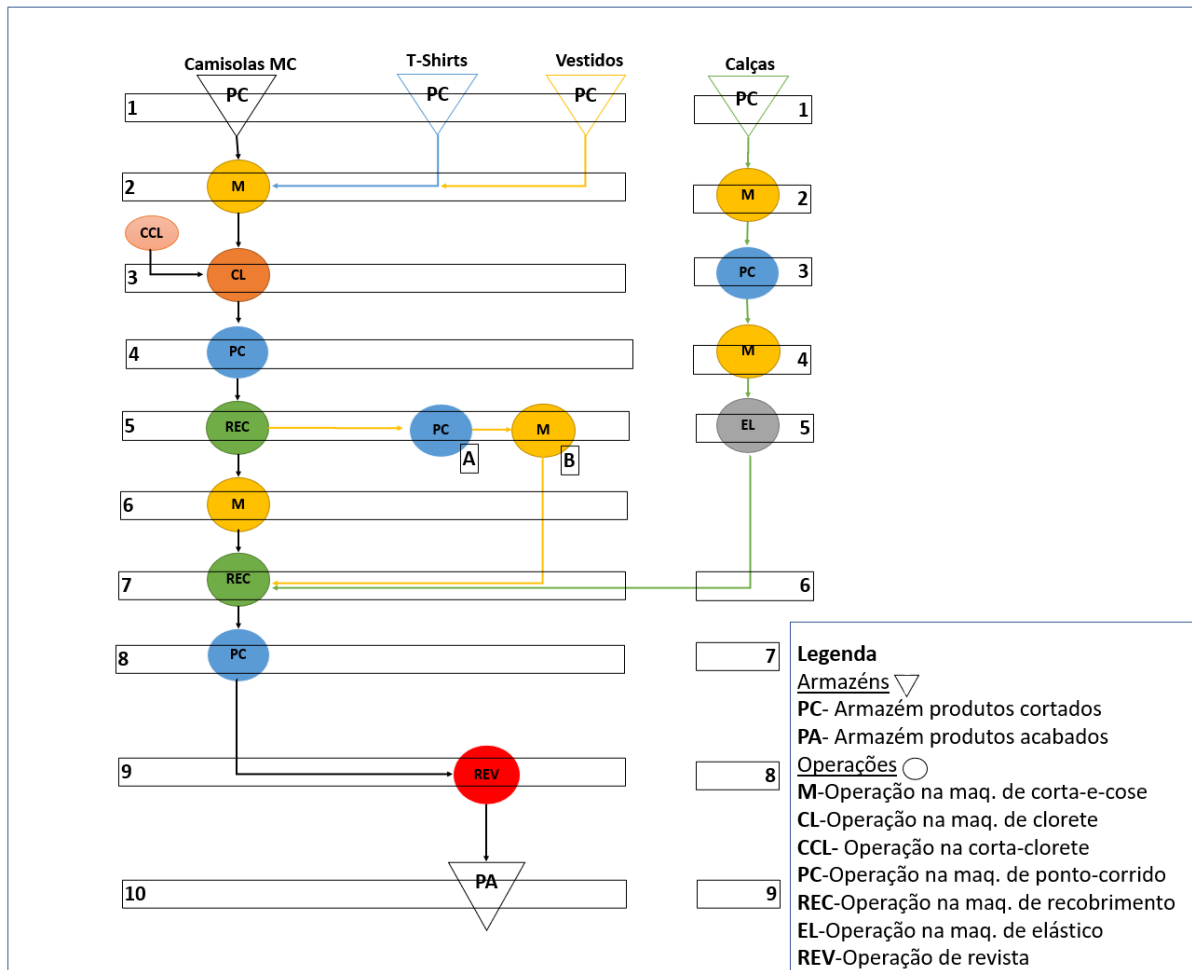 Camisolas MC
T-Shirts
Vestidos
Calças
PC
PC
PC
PC
1
1
2
M
M
2
CCL
3
CL
PC
3
4
PC
M
4
5
REC
PC
A
M
B
EL
5
6
M
7
REC
6
8
PC
7
9
REV
8
10
PA
9
Legenda
Armazéns
PC- Armazém produtos cortados
PA- Armazém produtos acabados
Operações
M-Operação na maq. de corta-e-cose
CL-Operação na maq. de clorete
CCL- Operação na corta-clorete
PC-Operação na maq. de ponto-corrido
REC-Operação na maq. de recobrimento
EL-Operação na maq. de elástico
REV-Operação de revista